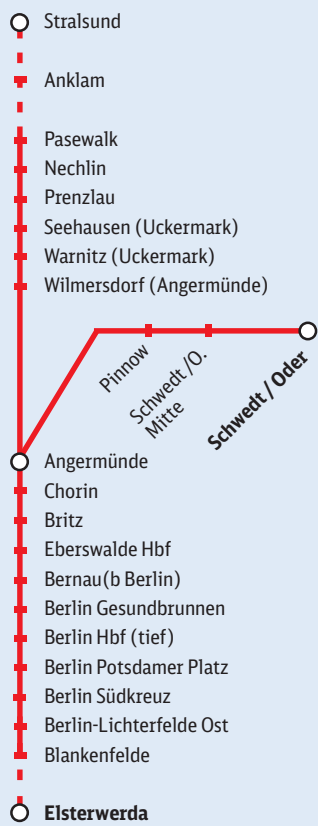 Stralsund
Anklam
Pasewalk
Nechlin
Prenzlau
Seehausen (Uckermark)
Warnitz (Uckermark)
Wilmersdorf (Angermünde)
Pinnow
Schwedt /O.
Mitte
Schwedt / Oder
Angermünde
Chorin
Britz
Eberswalde Hbf
Bernau(b Berlin)
Berlin Gesundbrunnen
Berlin Hbf (tief)
Berlin Potsdamer Platz
Berlin Südkreuz
Berlin-Lichterfelde Ost
Blankenfelde
Elsterwerda